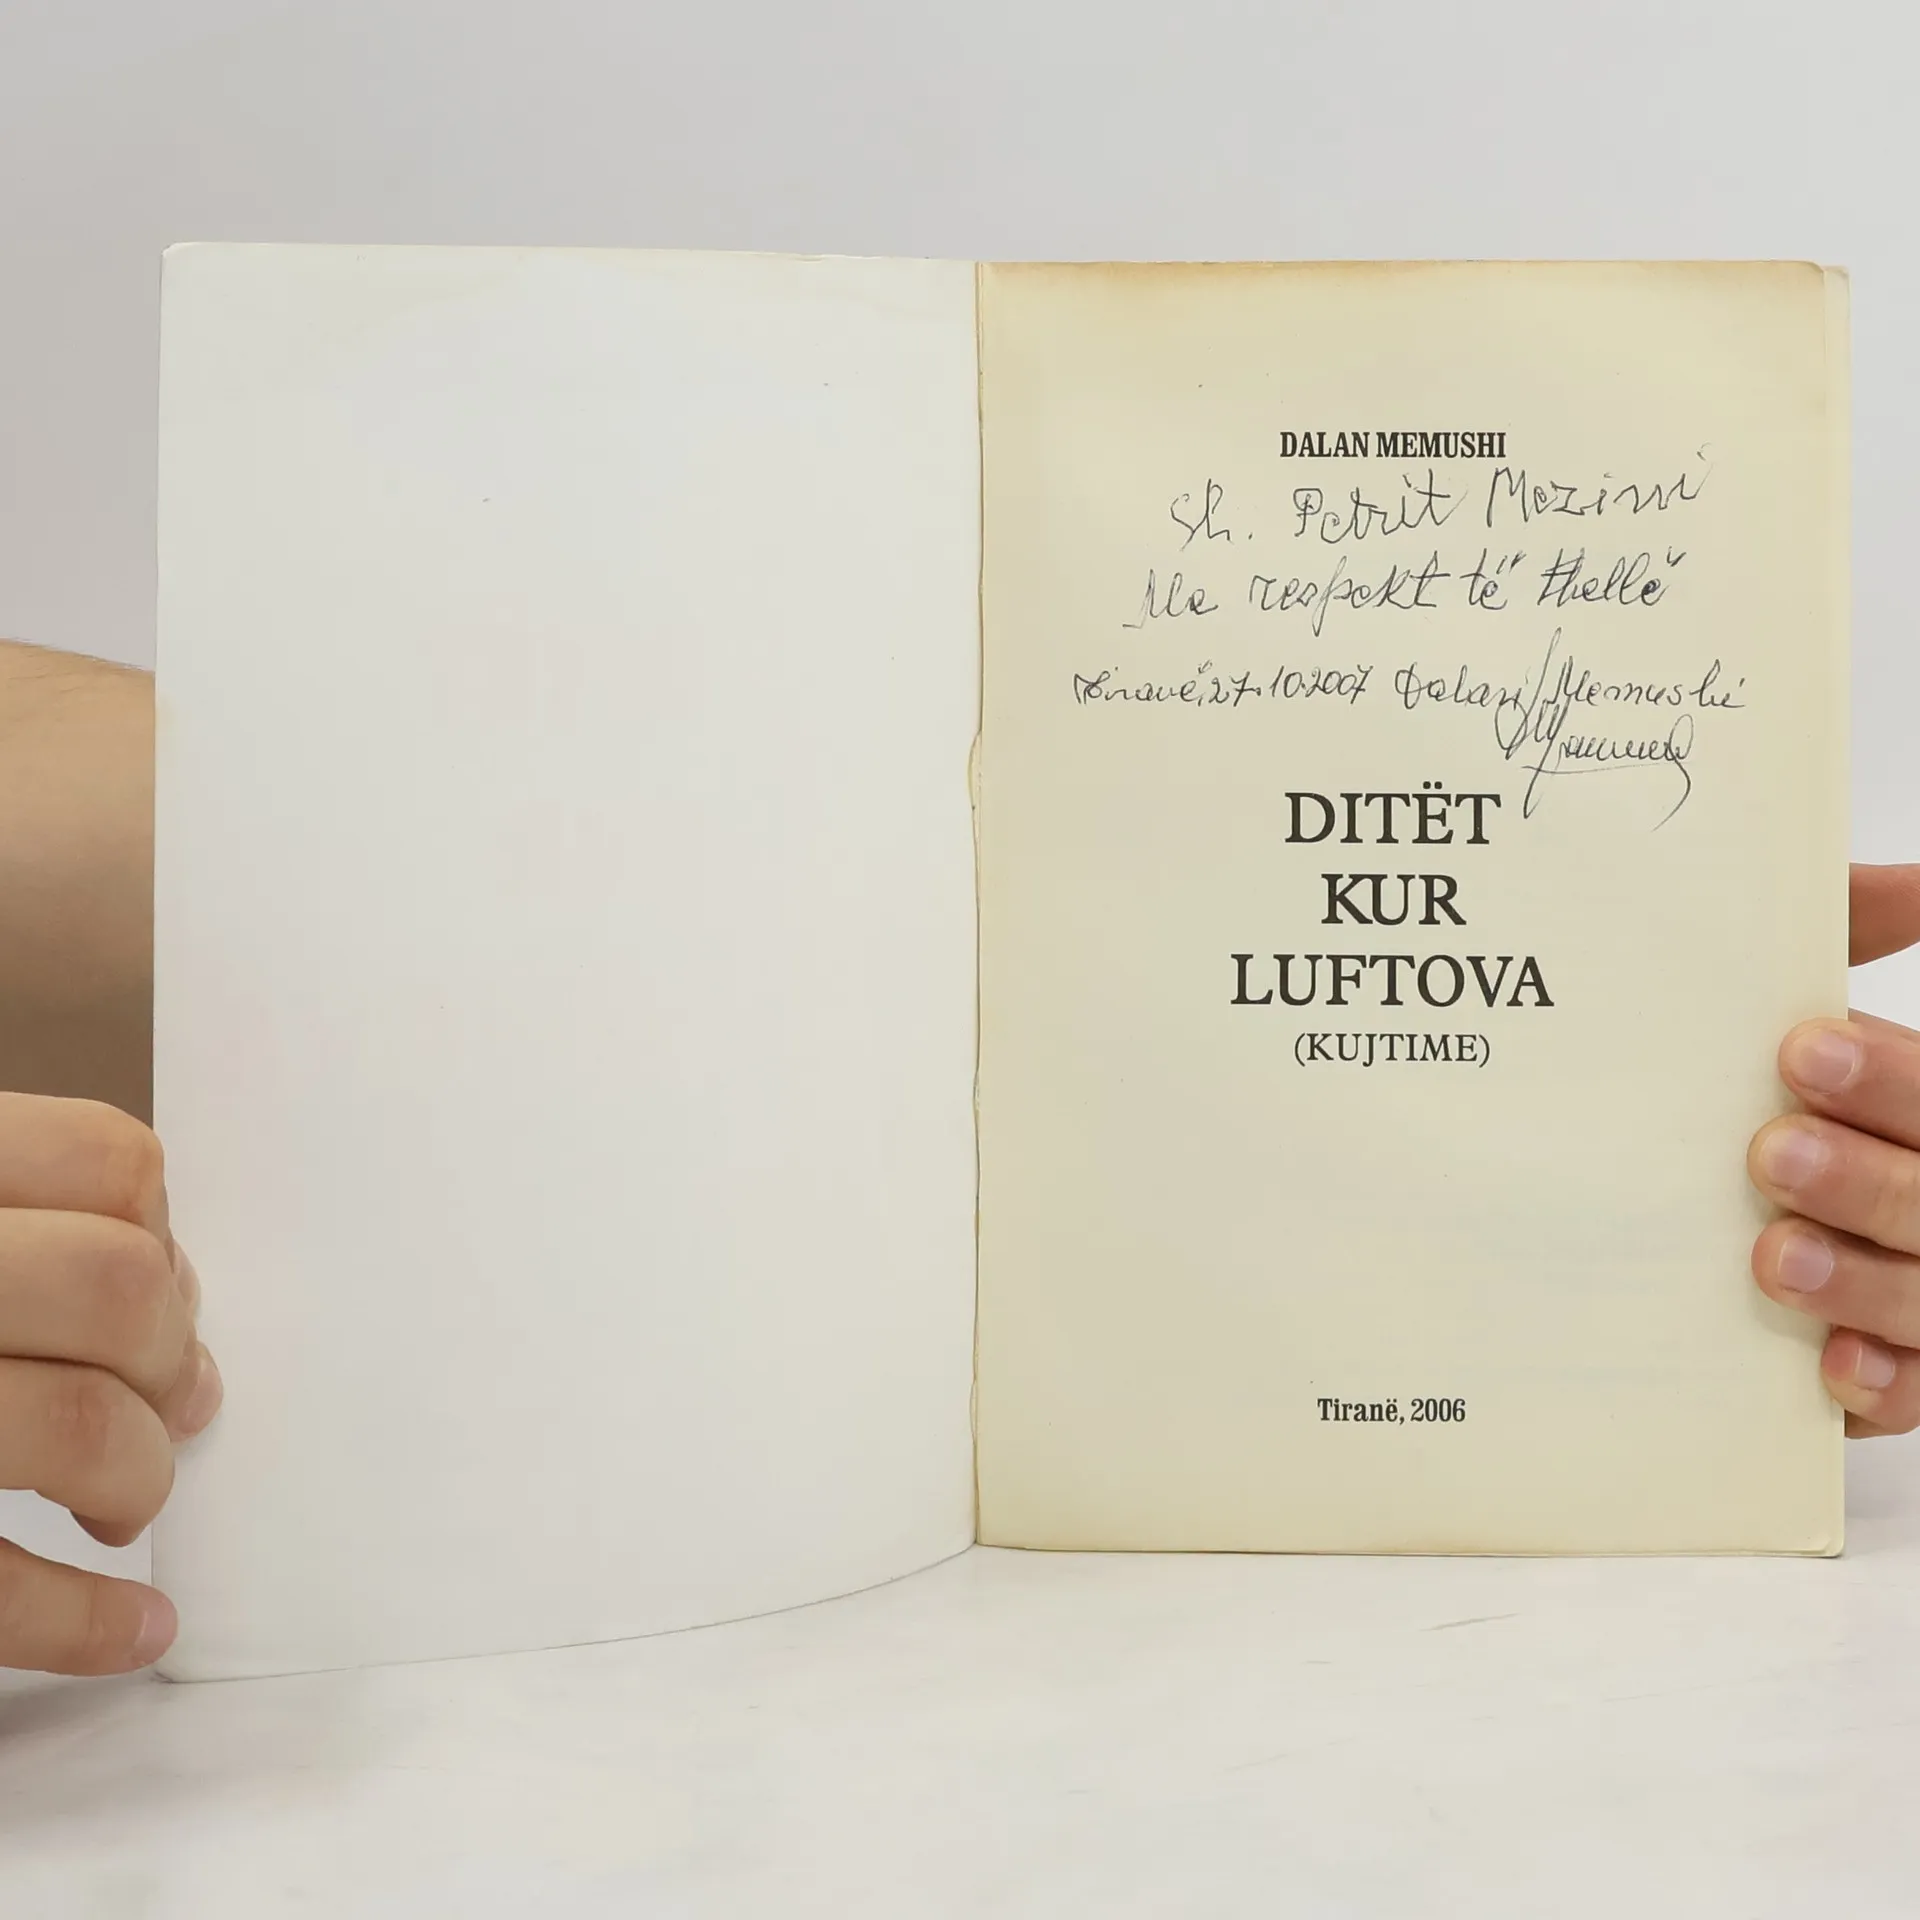 DALAN MEMUSHI
Sh. Petrit Mezini
Me respekt të thellë
Tiranë, 27.10.2007 Dalan Memushi
DITËT
KUR
LUFTOVA
(KUJTIME)
Tiranë, 2006